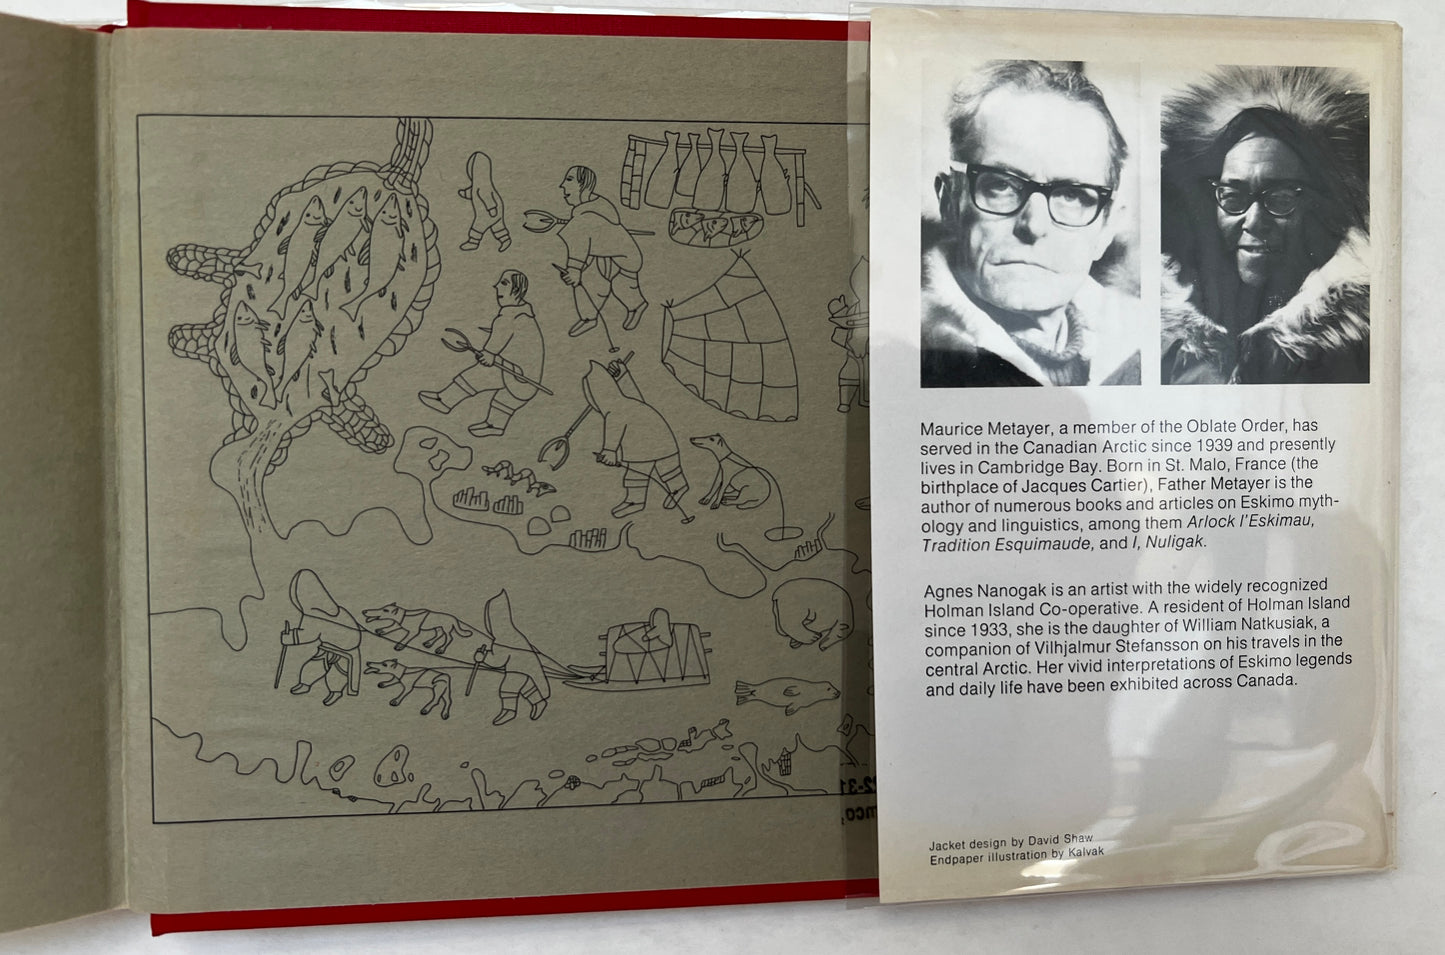 Maurice Metayer, a member of the Oblate Order, has
served in the Canadian Arctic since 1939 and presently
lives in Cambridge Bay. Born in St. Malo, France (the
birthplace of Jacques Cartier), Father Metayer is the
author of numerous books and articles on Eskimo myth-
ology and linguistics, among them Arlock l'Eskimau,
Tradition Esquimaude, and I, Nuligak.
Agnes Nanogak is an artist with the widely recognized
Holman Island Co-operative. A resident of Holman Island
since 1933, she is the daughter of William Natkusiak, a
companion of Vilhjalmur Stefansson on his travels in the
central Arctic. Her vivid interpretations of Eskimo legends
and daily life have been exhibited across Canada.
Jacket design by David Shaw
Endpaper illustration by Kalvak